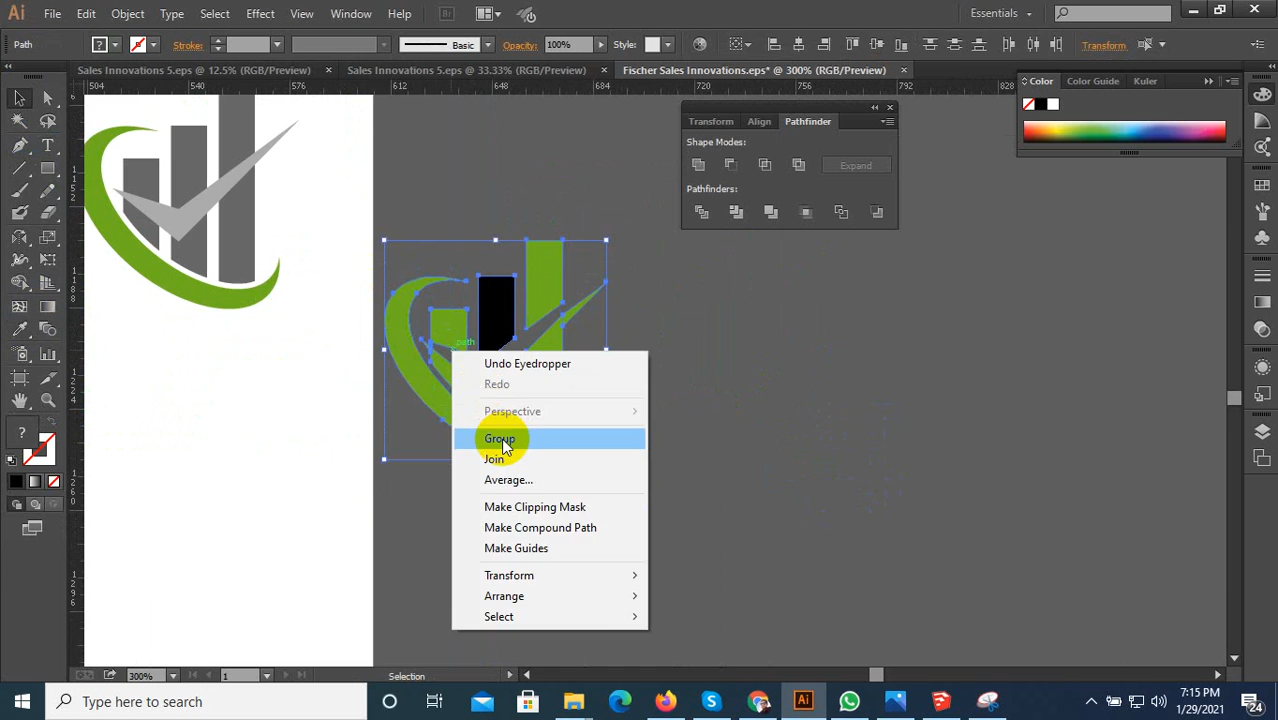 Ai File Edit Object Type Select Effect View Window Help Br Essentials
Path ? Stroke: Basic Opacity: 100% Style: Transform
Sales Innovations 5.eps @ 12.5% (RGB/Preview) × Sales Innovations 5.eps @ 33.33% (RGB/Preview) × Fischer Sales Innovations.eps* @ 300% (RGB/Preview) ×
Color Color Guide Kuler
504 540 576 612 648 684 720 756 792 828
Transform Align Pathfinder
Shape Modes:
Expand
Pathfinders:
path
Undo Eyedropper
Redo
Perspective
Group
Join
Average...
Make Clipping Mask
Make Compound Path
Make Guides
Transform
Arrange
Select
?
300% 1 Selection
Type here to search
Ai
7:15 PM
1/29/2021
24